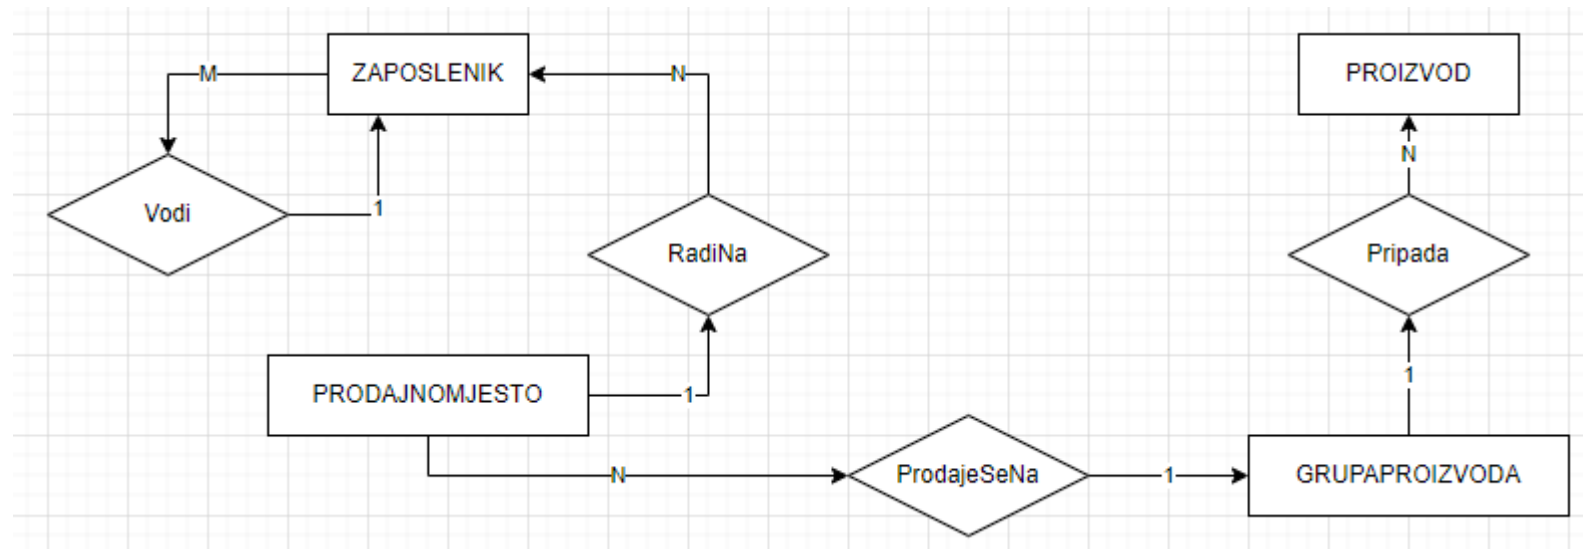 ZAPOSLENIK
PROIZVOD
M
N
N
Vodi
1
RadiNa
Pripada
PRODAJNOMJESTO
1
1
N
ProdajeSeNa
1
GRUPAPROIZVODA